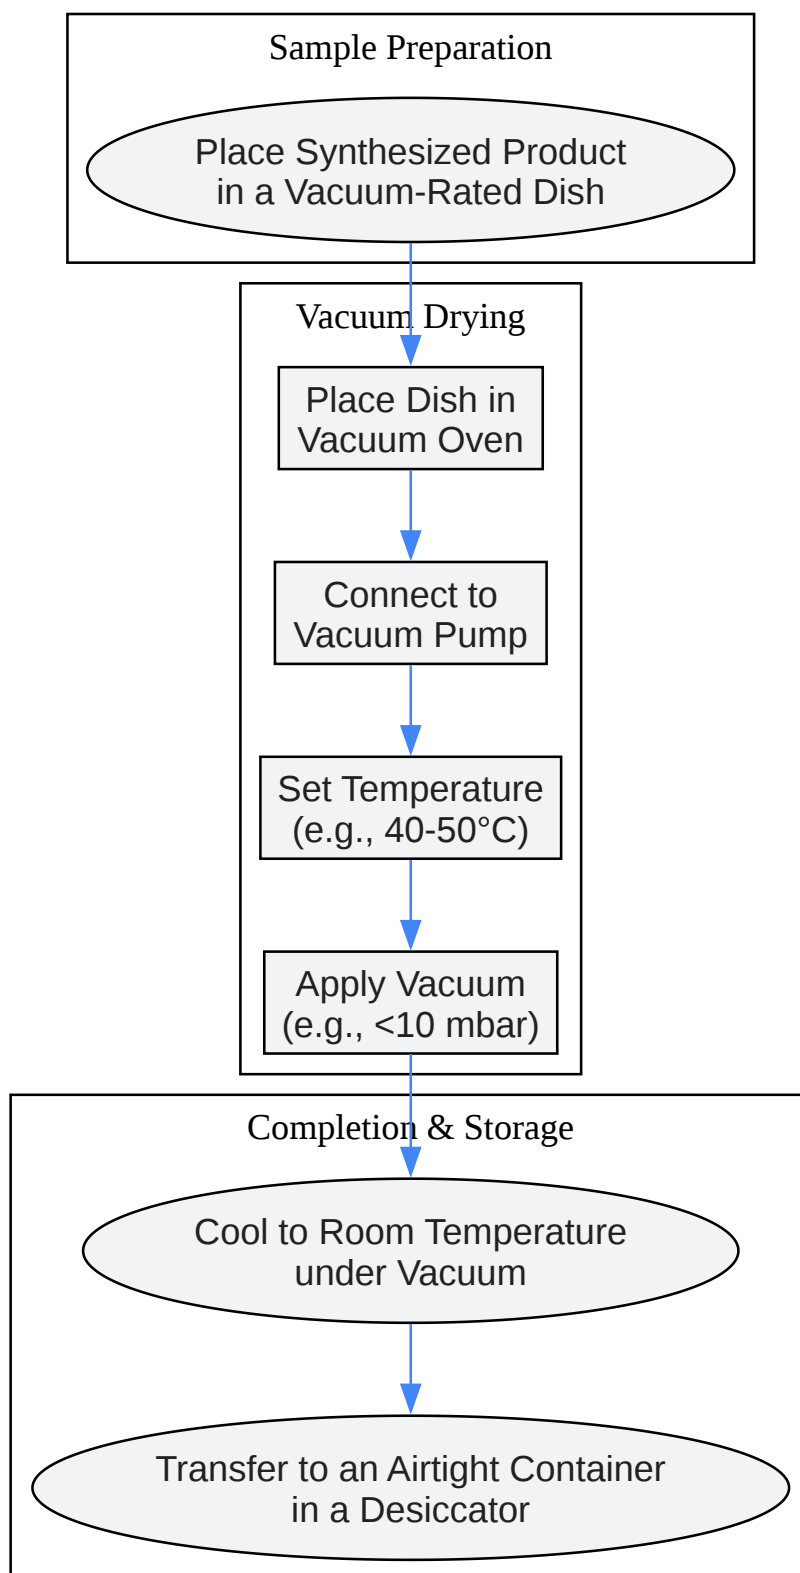 Sample Preparation
Place Synthesized Product
in a Vacuum-Rated Dish
Vacuum Drying
Place Dish in
Vacuum Oven
Connect to
Vacuum Pump
Set Temperature
(e.g., 40-50°C)
Apply Vacuum
(e.g., <10 mbar)
Completion & Storage
Cool to Room Temperature
under Vacuum
Transfer to an Airtight Container
in a Desiccator